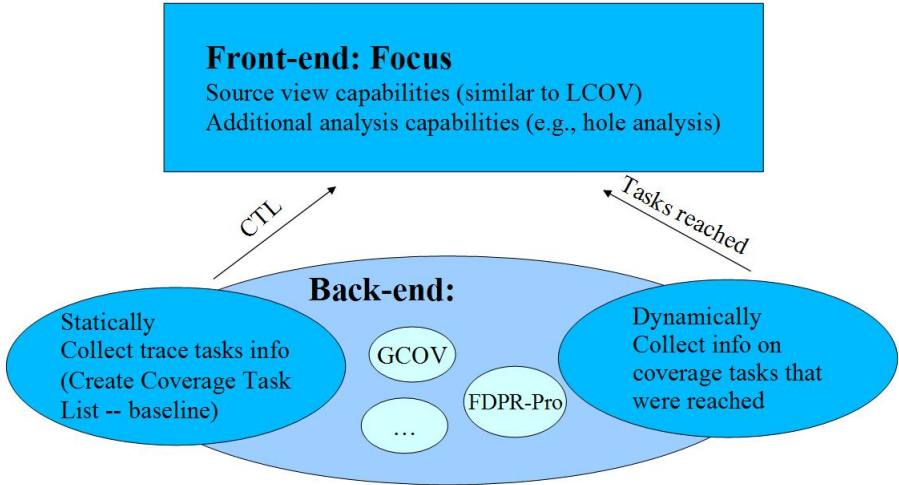 Front-end: Focus
Source view capabilities (similar to LCOV)
Additional analysis capabilities (e.g., hole analysis)
CTL
Tasks reached
Back-end:
Statically
Collect trace tasks info
(Create Coverage Task
List -- baseline)
GCOV
FDPR-Pro
…
Dynamically
Collect info on
coverage tasks that
were reached